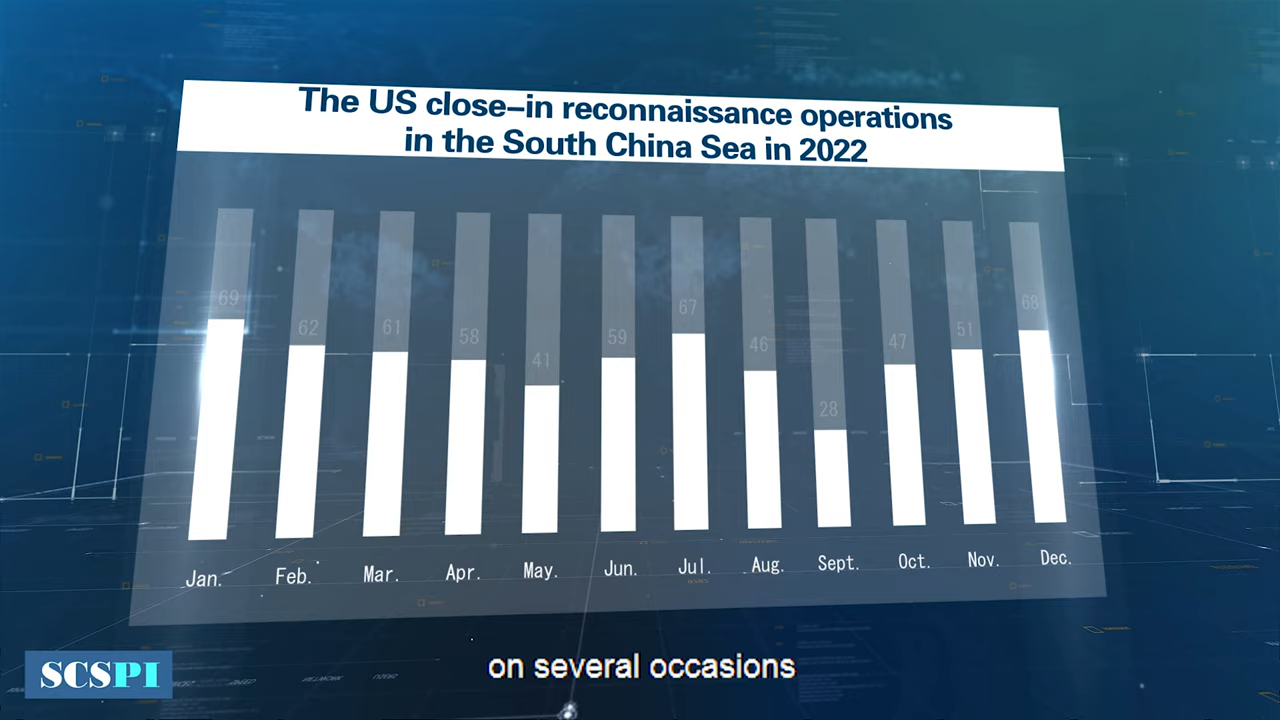 The US close-in reconnaissance operations
in the South China Sea in 2022
69
62
61
58
41
59
67
46
28
47
51
68
Jan.
Feb.
Mar.
Apr.
May.
Jun.
Jul.
Aug.
Sept.
Oct.
Nov.
Dec.
on several occasions
SCSPI